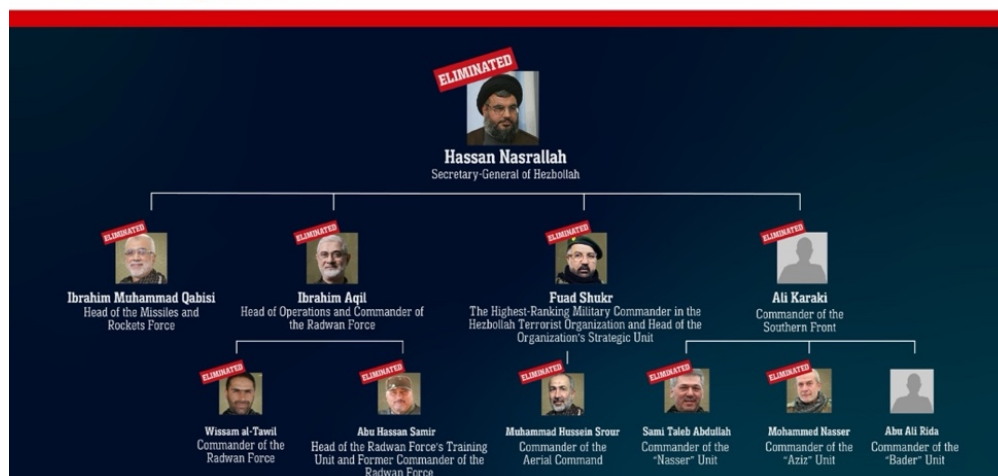 ELIMINATED
Hassan Nasrallah
Secretary-General of Hezbollah
ELIMINATED
Ibrahim Muhammad Qabisi
Head of the Missiles and
Rockets Force
ELIMINATED
Ibrahim Aqil
Head of Operations and Commander of
the Radwan Force
ELIMINATED
Fuad Shukr
The Highest-Ranking Military Commander in the
Hezbollah Terrorist Organization and Head of the
Organization's Strategic Unit
ELIMINATED
Ali Karaki
Commander of the
Southern Front
ELIMINATED
Wissam al-Tawil
Commander of the
Radwan Force
ELIMINATED
Abu Hassan Samir
Head of the Radwan Force's Training
Unit and Former Commander of the
Radwan Force
ELIMINATED
Muhammad Hussein Srour
Commander of the
Aerial Command
ELIMINATED
Sami Taleb Abdullah
Commander of the
"Nasser" Unit
ELIMINATED
Mohammed Nasser
Commander of the
"Aziz" Unit
Abu Ali Rida
Commander of the
"Bader" Unit